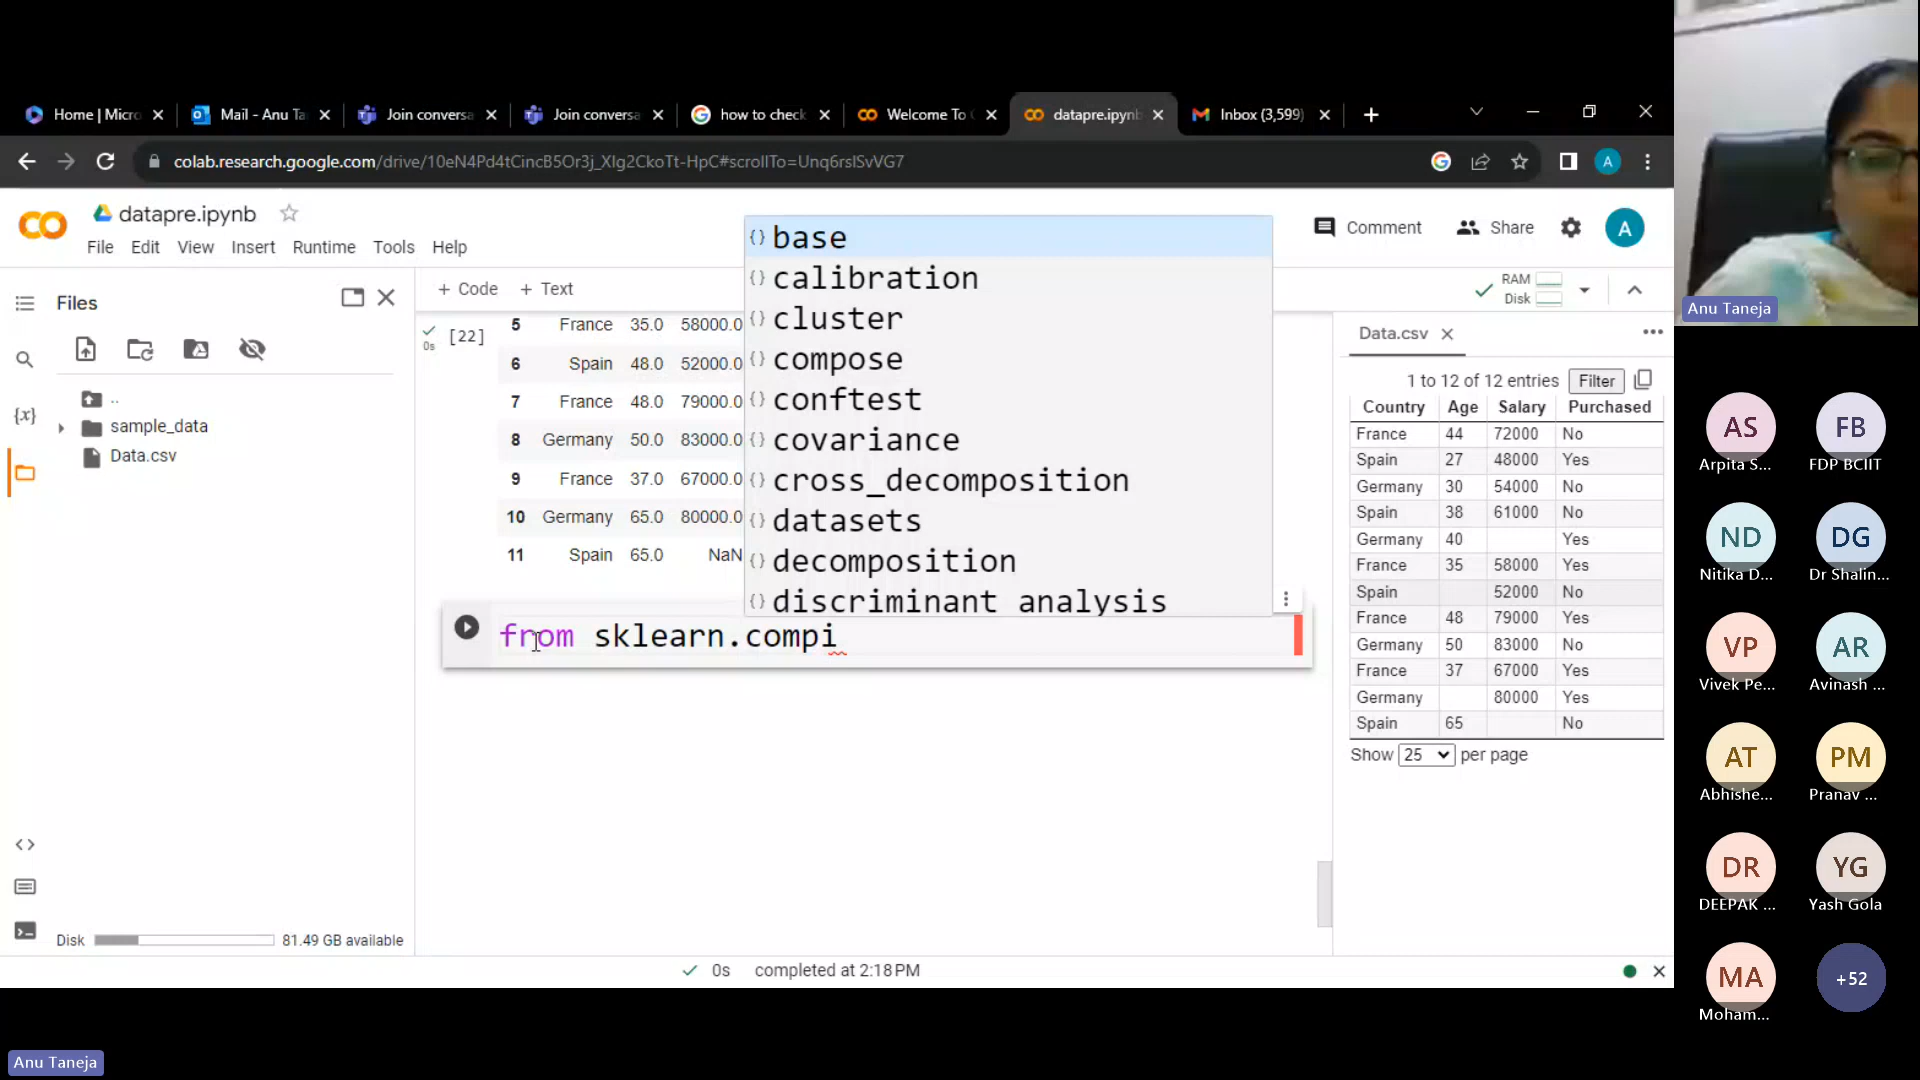 Home | Micro
Mail - Anu Ta
Join conversa
Join conversa
how to check
Welcome To C
datapre.ipynb
Inbox (3,599)
colab.research.google.com/drive/10eN4Pd4tCincB5Or3j_XIg2CkoTt-HpC#scrollTo=Unq6rslSvVG7
A
datapre.ipynb
File Edit View Insert Runtime Tools Help
Comment
Share
A
Files
..
sample_data
Data.csv
Disk
81.49 GB available
+ Code + Text
RAM
Disk
[22]
0s
5 France 35.0 58000.0
6 Spain 48.0 52000.0
7 France 48.0 79000.0
8 Germany 50.0 83000.0
9 France 37.0 67000.0
10 Germany 65.0 80000.0
11 Spain 65.0 NaN
{} base
{} calibration
{} cluster
{} compose
{} conftest
{} covariance
{} cross_decomposition
{} datasets
{} decomposition
{} discriminant_analysis
from sklearn.compi
Data.csv
1 to 12 of 12 entries Filter
Country Age Salary Purchased
France 44 72000 No
Spain 27 48000 Yes
Germany 30 54000 No
Spain 38 61000 No
Germany 40 Yes
France 35 58000 Yes
Spain 52000 No
France 48 79000 Yes
Germany 50 83000 No
France 37 67000 Yes
Germany 80000 Yes
Spain 65 No
Show 25 per page
0s completed at 2:18 PM
Anu Taneja
AS
Arpita S...
FB
FDP BCIIT
ND
Nitika D...
DG
Dr Shalin...
VP
Vivek Pe...
AR
Avinash ...
AT
Abhishe...
PM
Pranav ...
DR
DEEPAK ...
YG
Yash Gola
MA
Moham...
+52
Anu Taneja